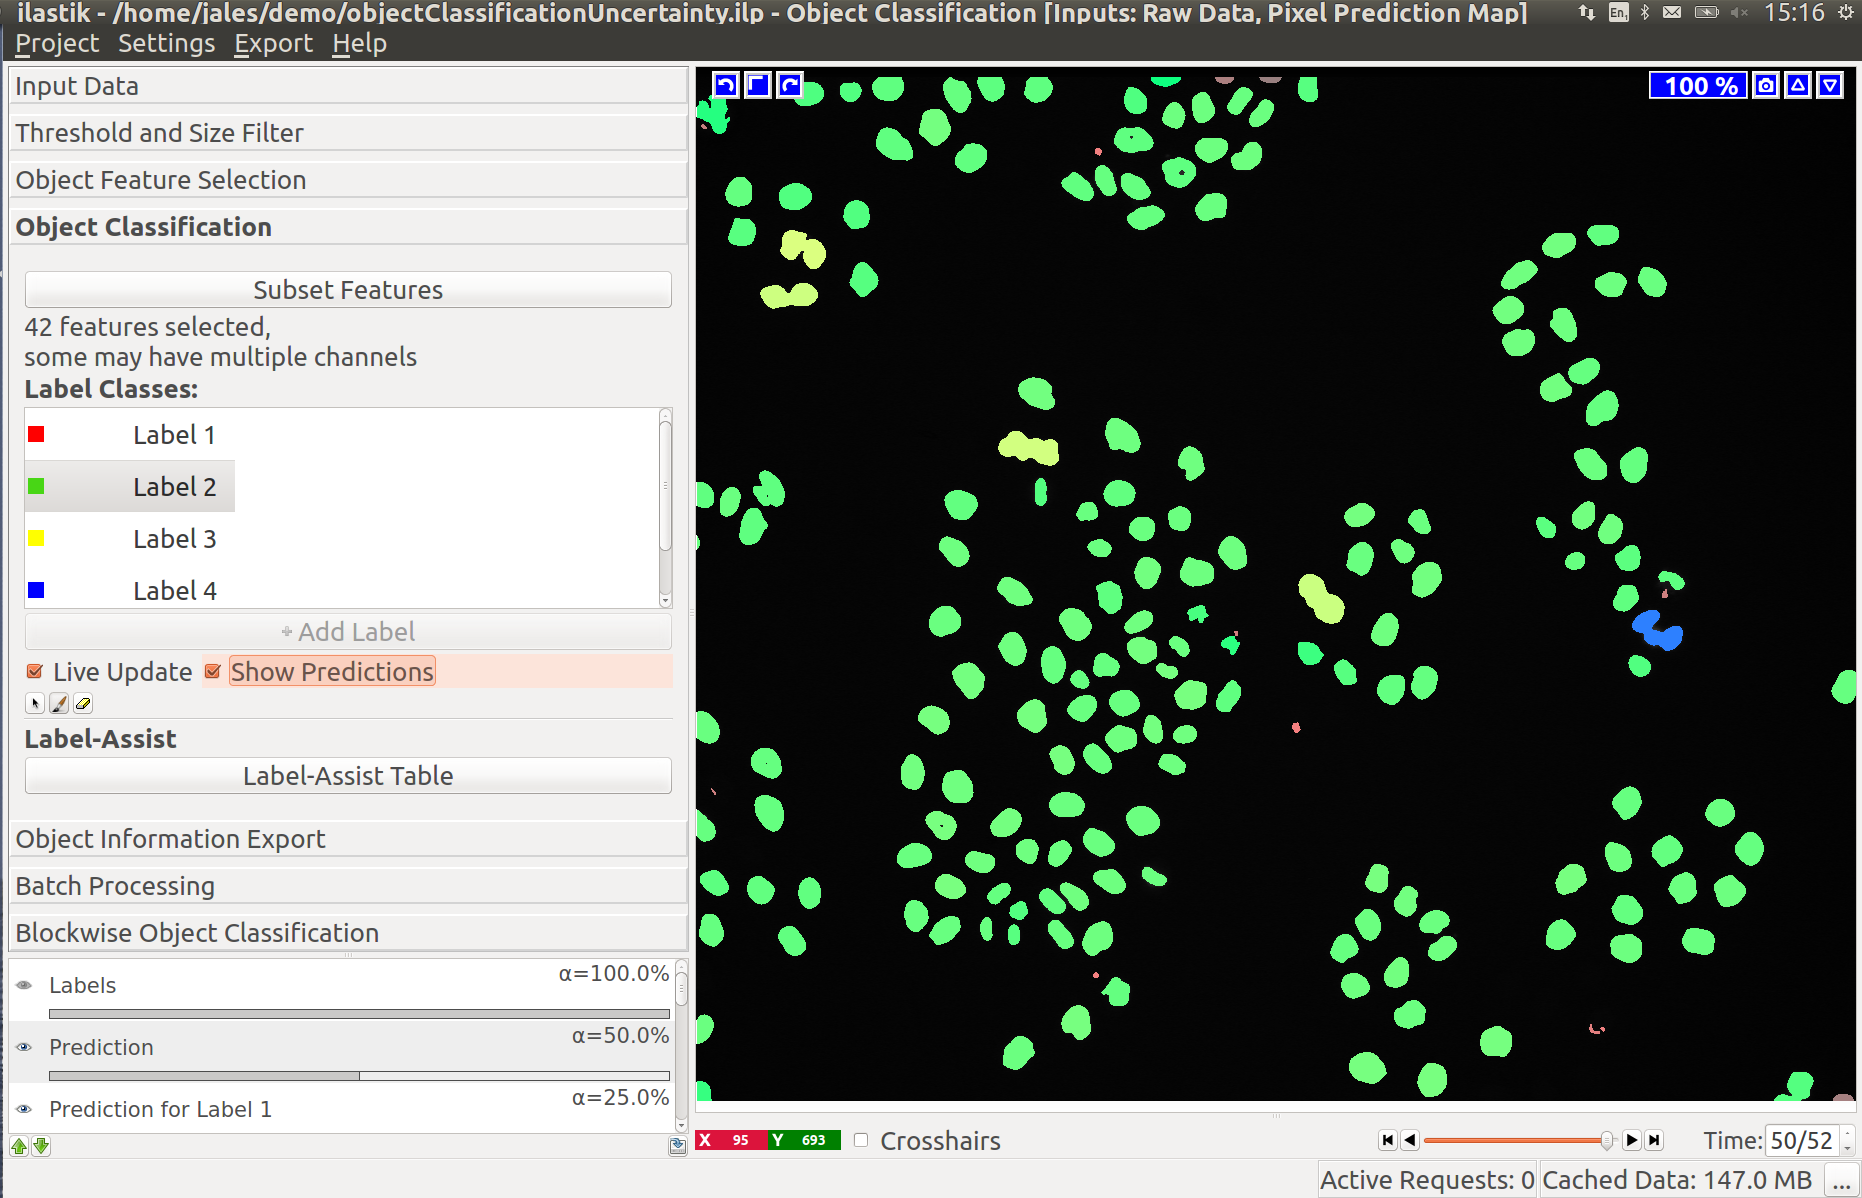 ilastik - /home/jales/demo/objectClassificationUncertainty.ilp - Object Classification [Inputs: Raw Data, Pixel Prediction Map]
En1
15:16
Project Settings Export Help
Input Data
Threshold and Size Filter
Object Feature Selection
Object Classification
Subset Features
42 features selected,
some may have multiple channels
Label Classes:
Label 1
Label 2
Label 3
Label 4
+ Add Label
Live Update
Show Predictions
Label-Assist
Label-Assist Table
Object Information Export
Batch Processing
Blockwise Object Classification
Labels
α=100.0%
Prediction
α=50.0%
Prediction for Label 1
α=25.0%
100 %
X 95 Y 693
Crosshairs
Time: 50/52
Active Requests: 0
Cached Data: 147.0 MB
...